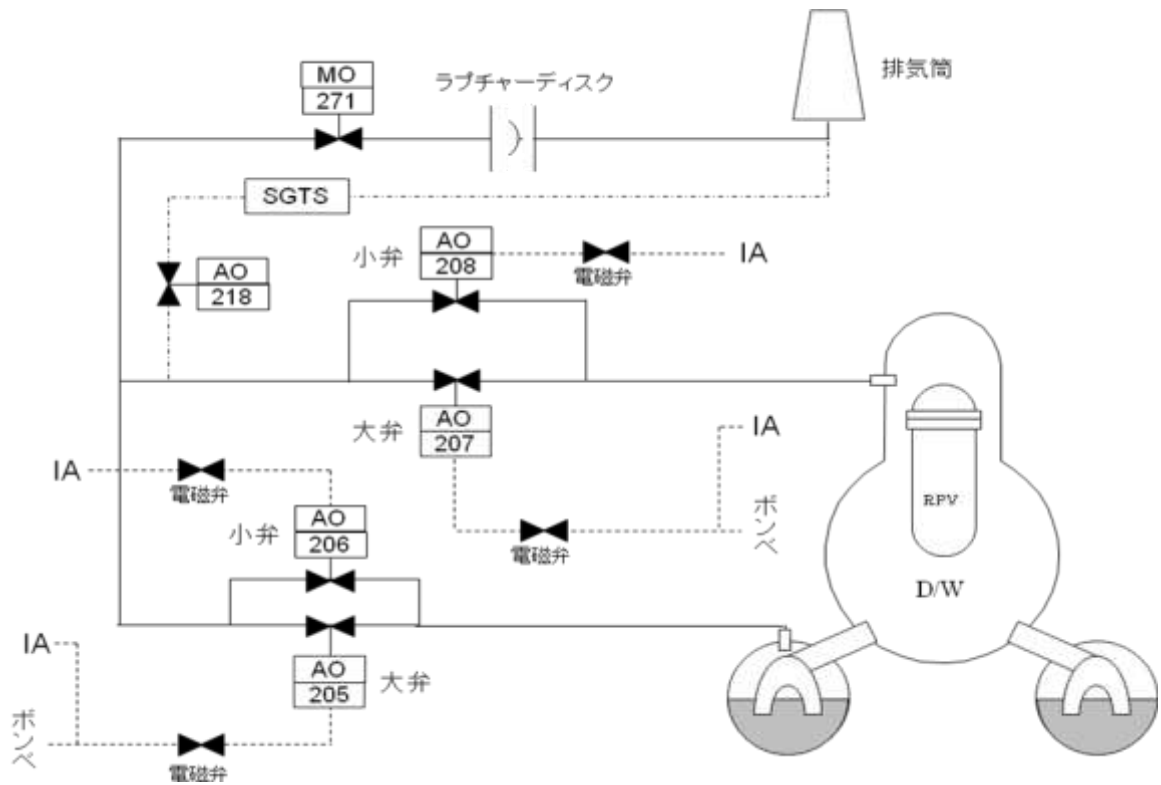 MO
271
ラプチャーディスク
排気筒
SGTS
小弁
AO
208
電磁弁
IA
AO
218
大弁
AO
207
IA
ボンベ
電磁弁
IA
電磁弁
小弁
AO
206
RPV
D/W
IA
ボンベ
AO
205
大弁
電磁弁